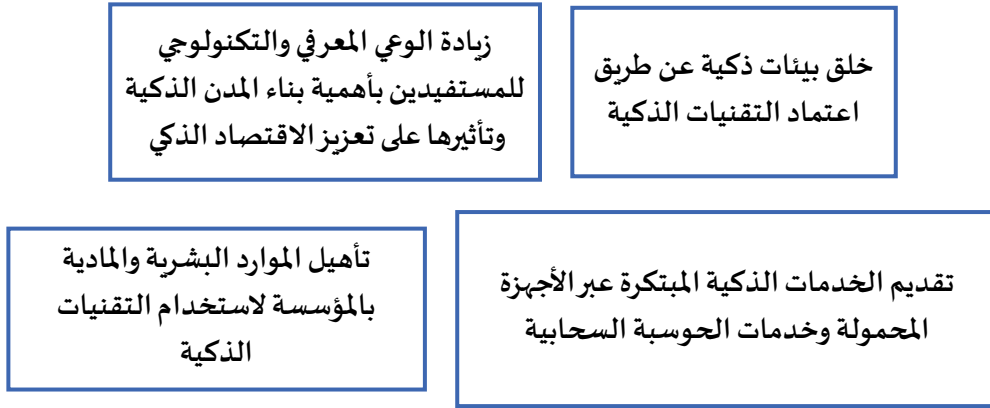 خلق بيئات ذكية عن طريق
اعتماد التقنيات الذكية
زيادة الوعي المعرفي والتكنولوجي
للمستفيدين بأهمية بناء المدن الذكية
وتأثيرها على تعزيز الاقتصاد الذكي
تقديم الخدمات الذكية المبتكرة عبر الأجهزة
المحمولة وخدمات الحوسبة السحابية
تأهيل الموارد البشرية والمادية
بالمؤسسة لاستخدام التقنيات
الذكية